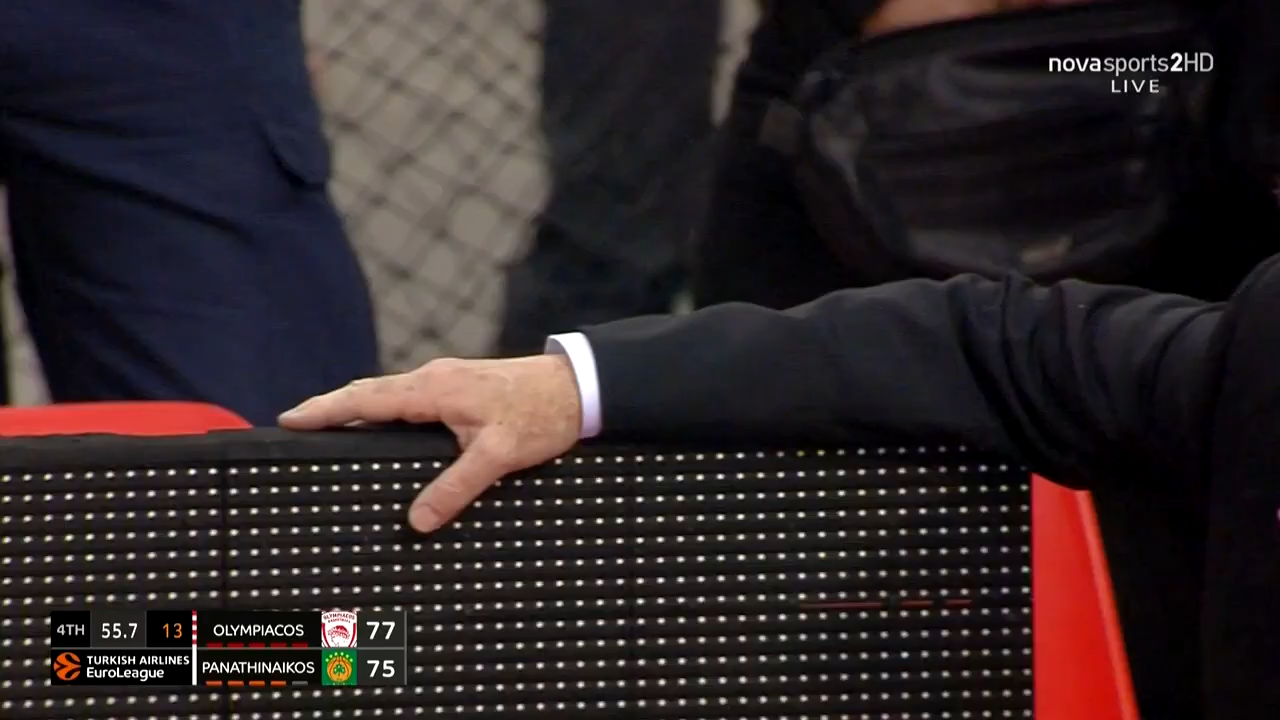 novasports2HD
LIVE
4TH 55.7 13 OLYMPIACOS 77
TURKISH AIRLINES
EuroLeague
PANATHINAIKOS 75